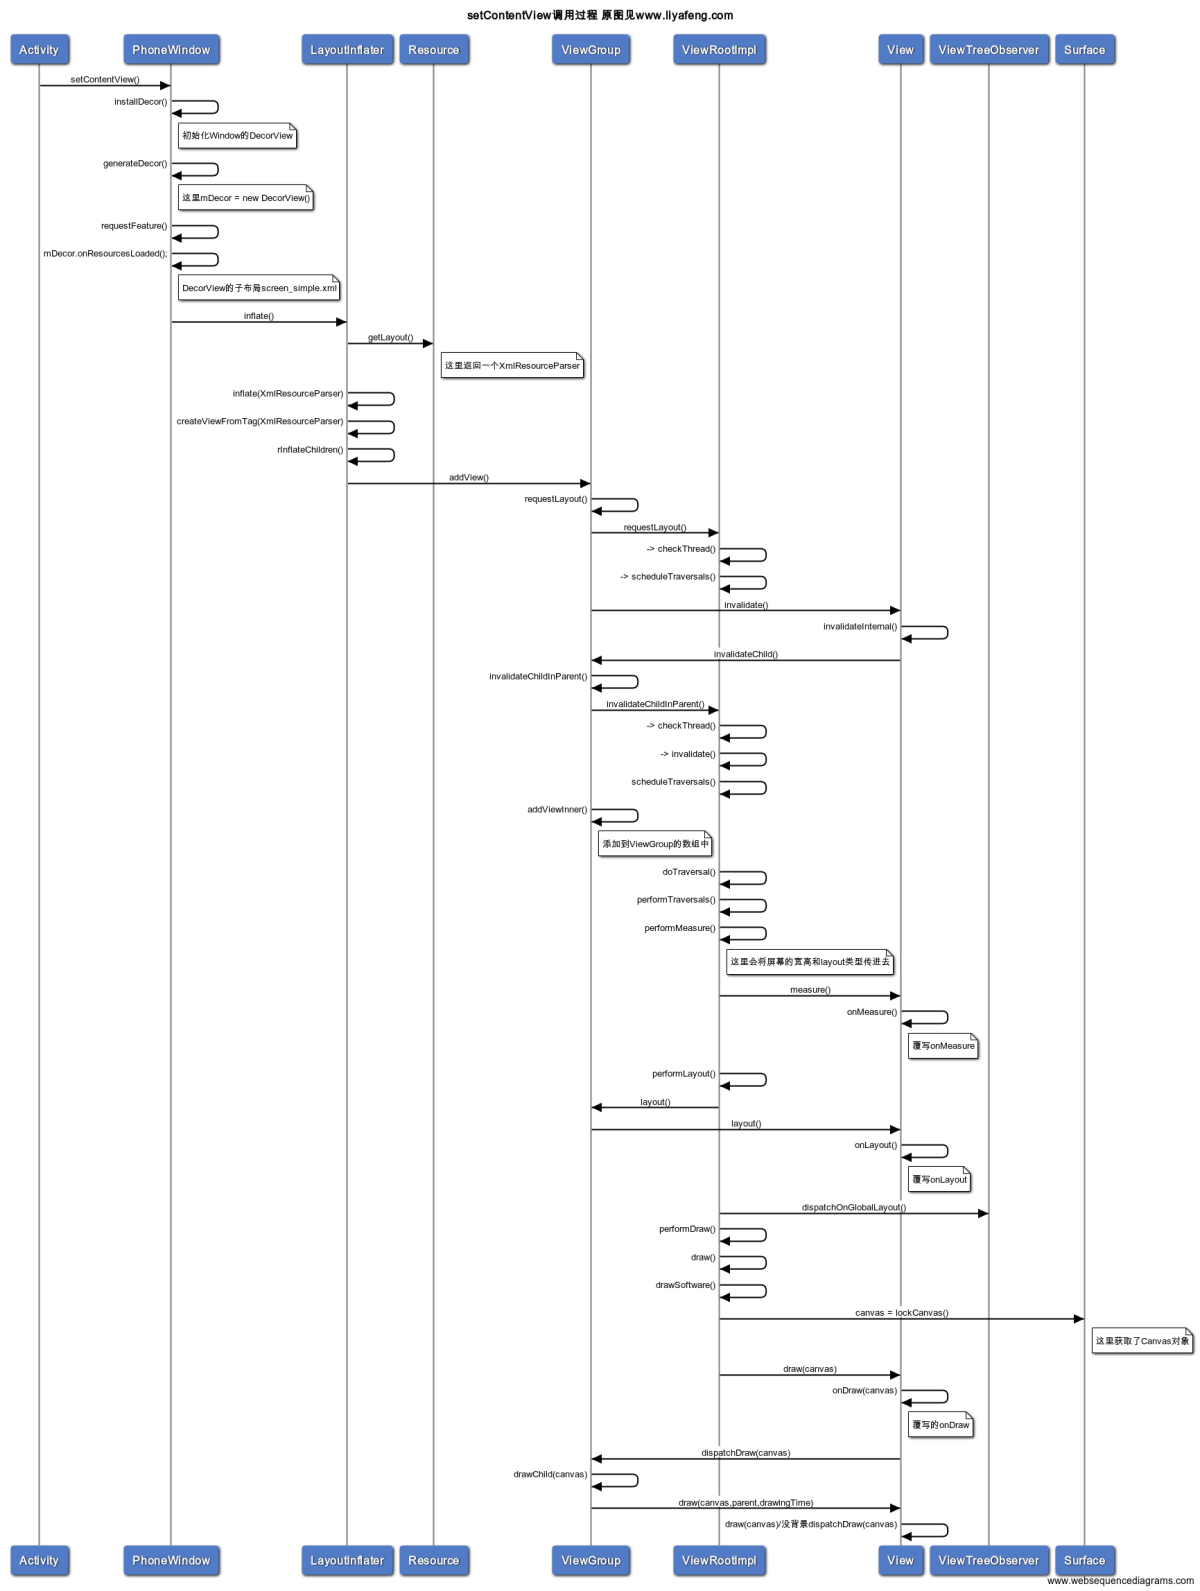 setContentView调用过程 原图见www.liyafeng.com
Activity PhoneWindow LayoutInflater Resource ViewGroup ViewRootImpl View ViewTreeObserver Surface
setContentView()
installDecor()
初始化Window的DecorView
generateDecor()
这里mDecor = new DecorView()
requestFeature()
mDecor.onResourcesLoaded();
DecorView的子布局screen_simple.xml
inflate()
getLayout()
这里返回一个XmlResourceParser
inflate(XmlResourceParser)
createViewFromTag(XmlResourceParser)
rInflateChildren()
addView()
requestLayout()
requestLayout()
-> checkThread()
-> scheduleTraversals()
invalidate()
invalidateInternal()
invalidateChild()
invalidateChildInParent()
invalidateChildInParent()
-> checkThread()
-> invalidate()
scheduleTraversals()
addViewInner()
添加到ViewGroup的数组中
doTraversal()
performTraversals()
performMeasure()
这里会将屏幕的宽高和layout类型传进去
measure()
onMeasure()
覆写onMeasure
performLayout()
layout()
layout()
onLayout()
覆写onLayout
dispatchOnGlobalLayout()
performDraw()
draw()
drawSoftware()
canvas = lockCanvas()
这里获取了Canvas对象
draw(canvas)
onDraw(canvas)
覆写的onDraw
dispatchDraw(canvas)
drawChild(canvas)
draw(canvas,parent,drawingTime)
draw(canvas)/没背景dispatchDraw(canvas)
Activity PhoneWindow LayoutInflater Resource ViewGroup ViewRootImpl View ViewTreeObserver Surface
www.websequencediagrams.com